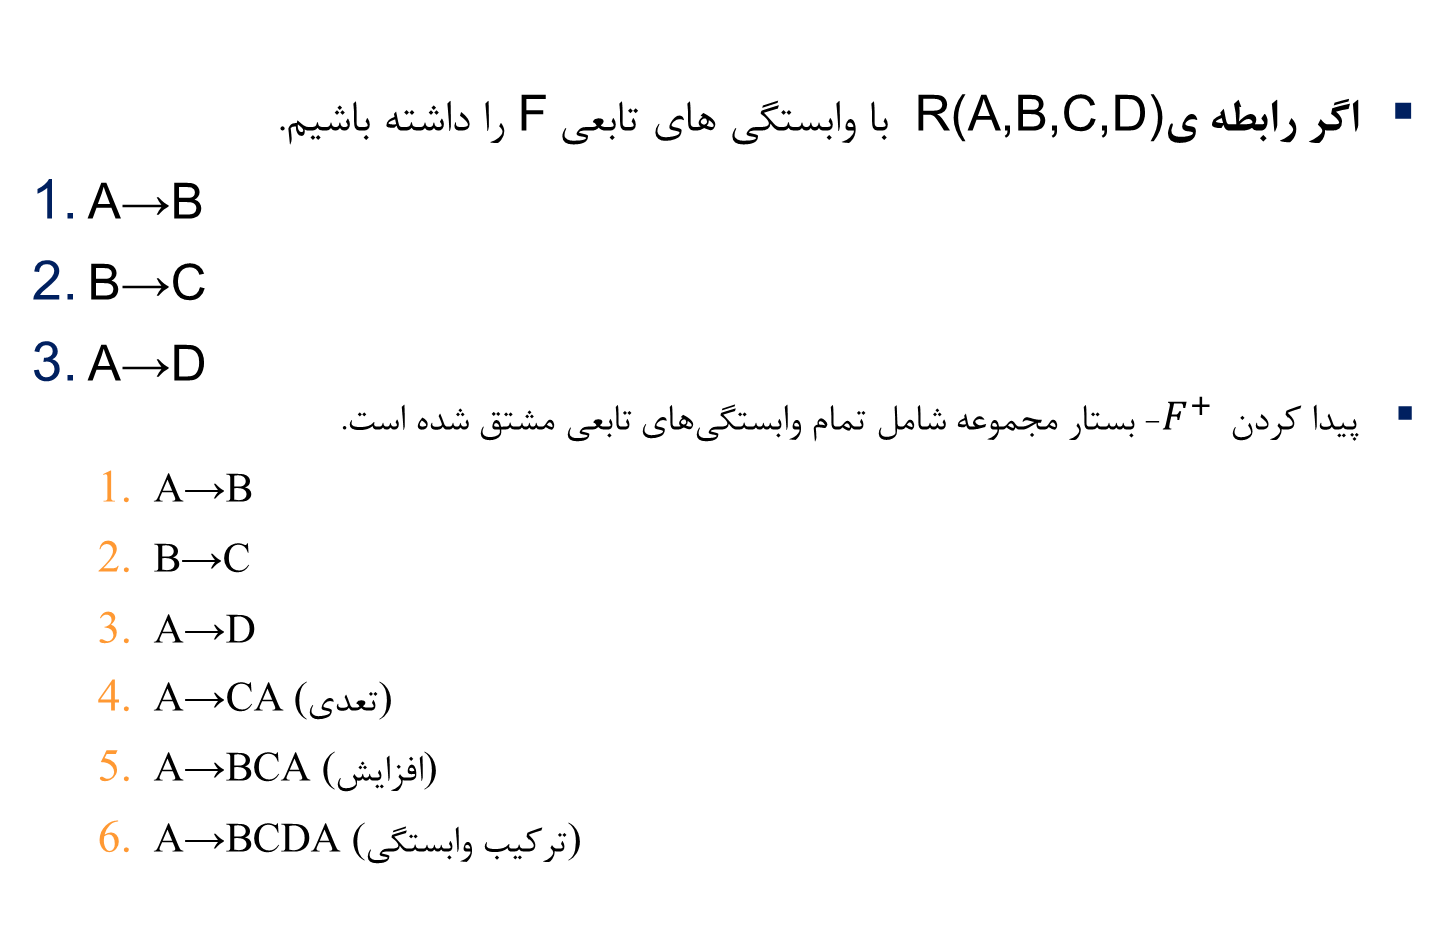 ▪ اگر رابطه ی R(A,B,C,D) با وابستگی های تابعی F را داشته باشیم.
1. A→B
2. B→C
3. A→D
▪ پیدا کردن F⁺ – بستار مجموعه شامل تمام وابستگی‌های تابعی مشتق شده است.
1. A→B
2. B→C
3. A→D
4. A→CA (تعدی)
5. A→BCA (افزایش)
6. A→BCDA (ترکیب وابستگی)